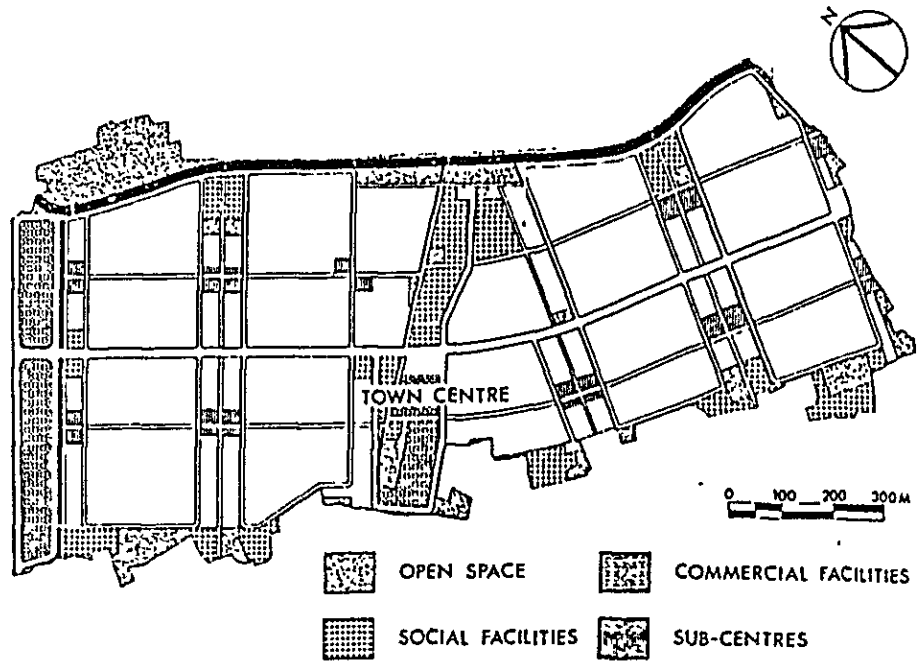 N
TOWN CENTRE
0 100 200 300M
OPEN SPACE
COMMERCIAL FACILITIES
SOCIAL FACILITIES
SUB-CENTRES